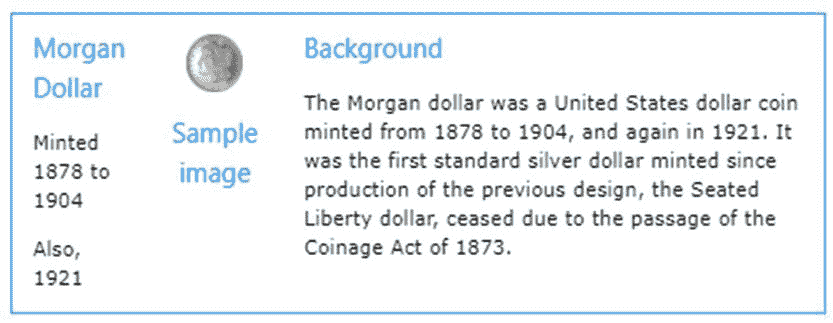 Morgan
Dollar
Minted
1878 to
1904
Also,
1921
Sample
image
Background
The Morgan dollar was a United States dollar coin
minted from 1878 to 1904, and again in 1921. It
was the first standard silver dollar minted since
production of the previous design, the Seated
Liberty dollar, ceased due to the passage of the
Coinage Act of 1873.